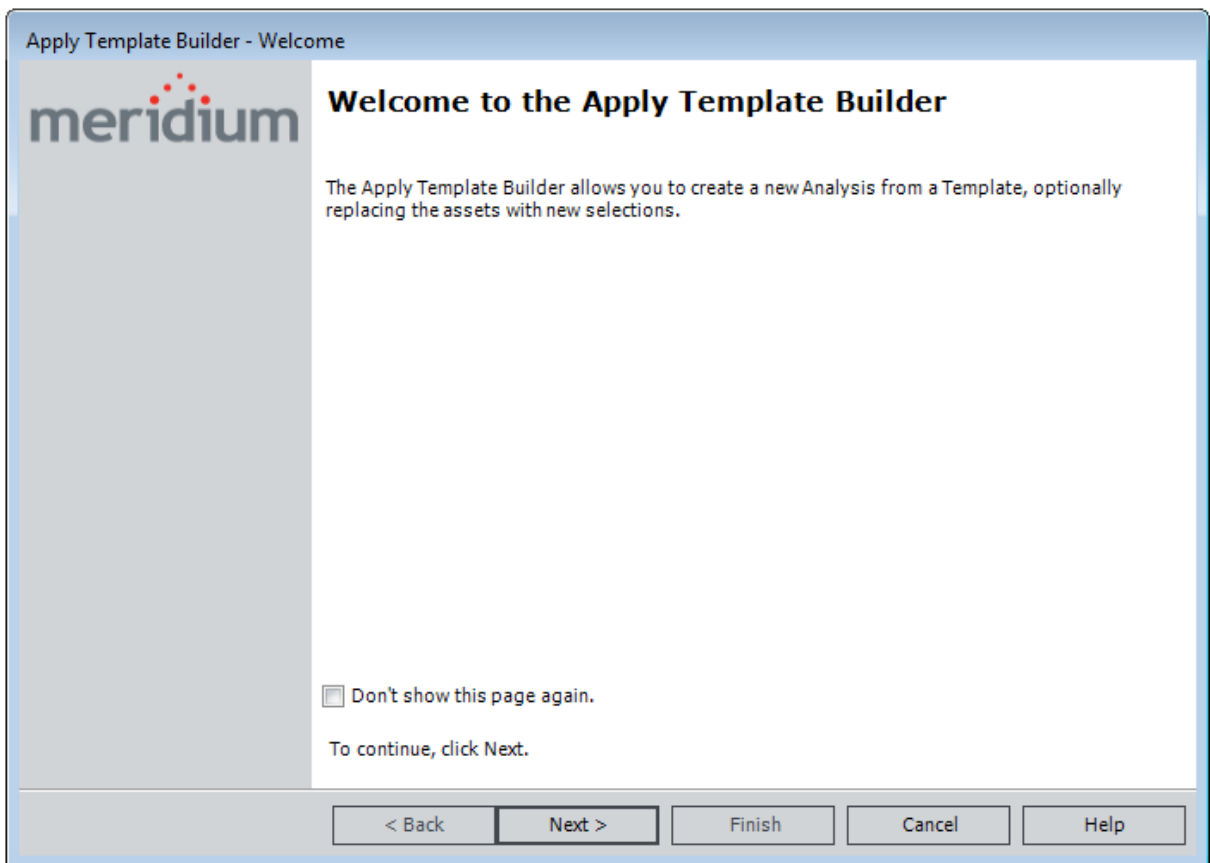 Apply Template Builder - Welcome
meridium
Welcome to the Apply Template Builder
The Apply Template Builder allows you to create a new Analysis from a Template, optionally
replacing the assets with new selections.
Don't show this page again.
To continue, click Next.
< Back
Next >
Finish
Cancel
Help